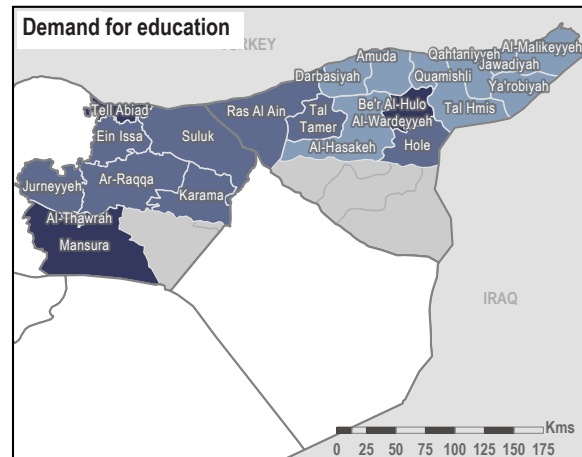 Demand for education
TURKEY
Al-Malikeyyeh
Amuda
Qahtaniyyeh
Jawadiyah
Darbasiyah
Quamishli
Ya'robiyah
Tell Abiad
Ras Al Ain
Tal
Tamer
Be'r Al-Hulo
Al-Wardeyyeh
Tal Hmis
Ein Issa
Suluk
Al-Hasakeh
Hole
Jurneyyeh
Ar-Raqqa
Karama
Al-Thawrah
Mansura
IRAQ
Kms
0 25 50 75 100 125 150 175